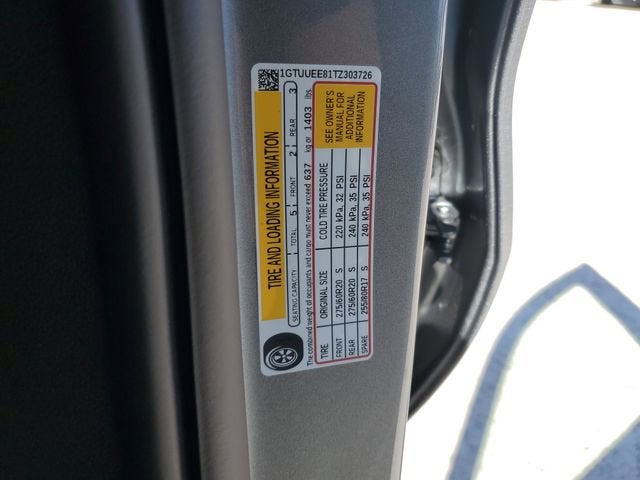 1GTUUEE81TZ303726
TIRE AND LOADING INFORMATION
SEATING CAPACITY TOTAL 5 FRONT 2 REAR 3
The combined weight of occupants and cargo must never exceed 637 kg or 1403 lbs.
TIRE ORIGINAL SIZE COLD TIRE PRESSURE
FRONT 275/60R20 S 220 kPa, 32 PSI
REAR 275/60R20 S 240 kPa, 35 PSI
SPARE 255/80R17 S 240 kPa, 35 PSI
SEE OWNER'S
MANUAL FOR
ADDITIONAL
INFORMATION